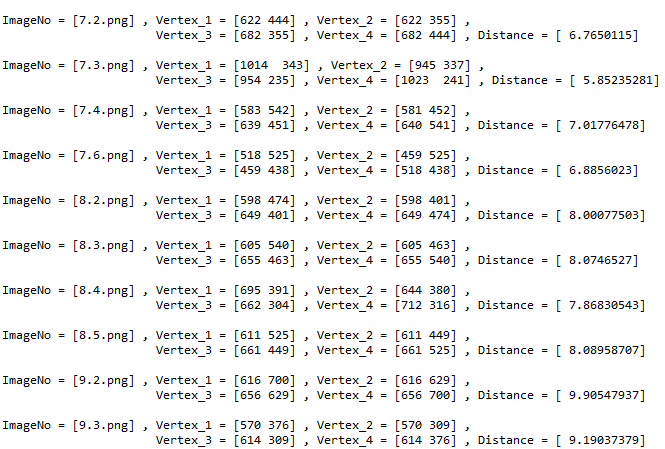 ImageNo = [7.2.png] , Vertex_1 = [622 444] , Vertex_2 = [622 355] ,
Vertex_3 = [682 355] , Vertex_4 = [682 444] , Distance = [ 6.7650115]
ImageNo = [7.3.png] , Vertex_1 = [1014  343] , Vertex_2 = [945 337] ,
Vertex_3 = [954 235] , Vertex_4 = [1023  241] , Distance = [ 5.85235281]
ImageNo = [7.4.png] , Vertex_1 = [583 542] , Vertex_2 = [581 452] ,
Vertex_3 = [639 451] , Vertex_4 = [640 541] , Distance = [ 7.01776478]
ImageNo = [7.6.png] , Vertex_1 = [518 525] , Vertex_2 = [459 525] ,
Vertex_3 = [459 438] , Vertex_4 = [518 438] , Distance = [ 6.8856023]
ImageNo = [8.2.png] , Vertex_1 = [598 474] , Vertex_2 = [598 401] ,
Vertex_3 = [649 401] , Vertex_4 = [649 474] , Distance = [ 8.00077503]
ImageNo = [8.3.png] , Vertex_1 = [605 540] , Vertex_2 = [605 463] ,
Vertex_3 = [655 463] , Vertex_4 = [655 540] , Distance = [ 8.0746527]
ImageNo = [8.4.png] , Vertex_1 = [695 391] , Vertex_2 = [644 380] ,
Vertex_3 = [662 304] , Vertex_4 = [712 316] , Distance = [ 7.86830543]
ImageNo = [8.5.png] , Vertex_1 = [611 525] , Vertex_2 = [611 449] ,
Vertex_3 = [661 449] , Vertex_4 = [661 525] , Distance = [ 8.08958707]
ImageNo = [9.2.png] , Vertex_1 = [616 700] , Vertex_2 = [616 629] ,
Vertex_3 = [656 629] , Vertex_4 = [656 700] , Distance = [ 9.90547937]
ImageNo = [9.3.png] , Vertex_1 = [570 376] , Vertex_2 = [570 309] ,
Vertex_3 = [614 309] , Vertex_4 = [614 376] , Distance = [ 9.19037379]